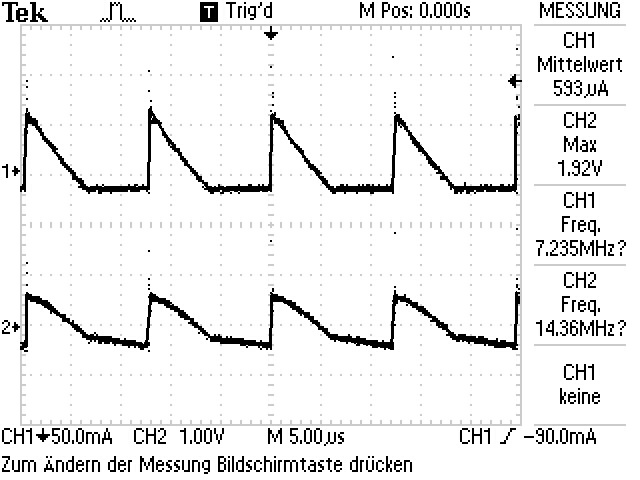 Tek T Trig'd M Pos: 0.000s MESSUNG
CH1
Mittelwert
593µA
CH2
Max
1.92V
CH1
Freq.
7.235MHz?
CH2
Freq.
14.36MHz?
CH1
keine
1
2
CH1 50.0mA CH2 1.00V M 5.00µs CH1 -90.0mA
Zum Ändern der Messung Bildschirmtaste drücken